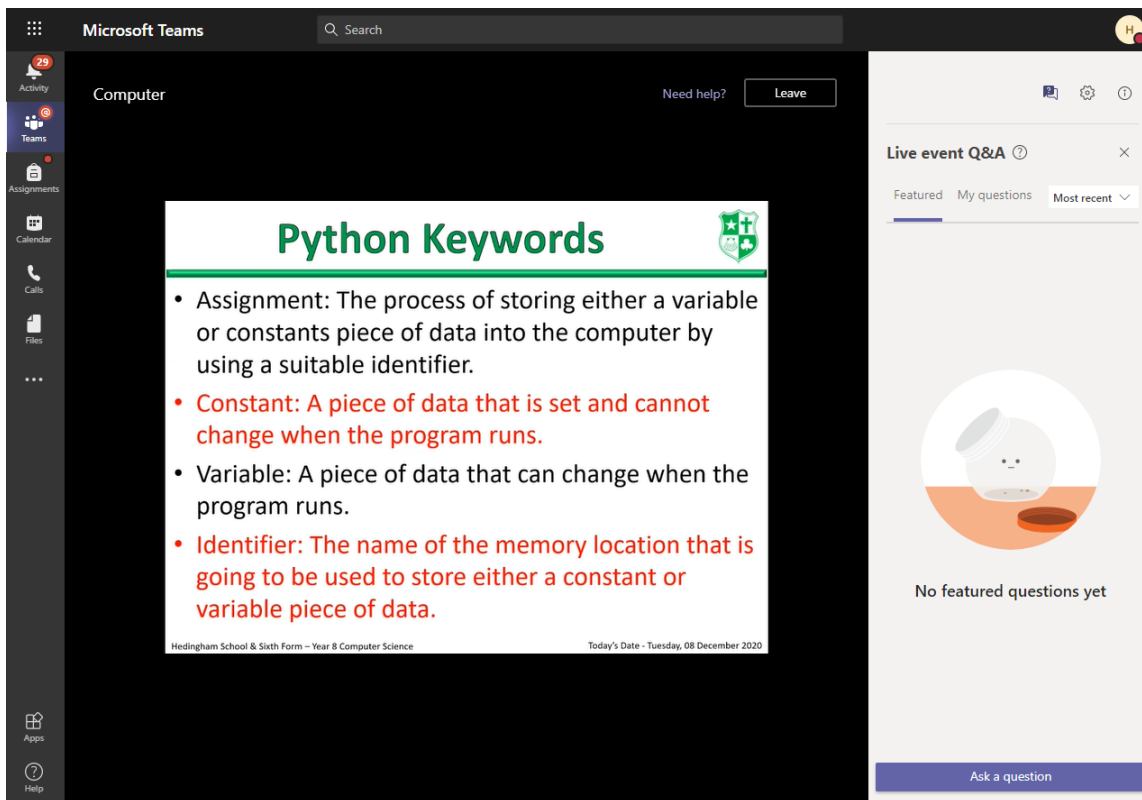 Microsoft Teams
Search
H
29
Activity
Teams
Assignments
Calendar
Calls
Files
Apps
Help
Computer
Need help?
Leave
Python Keywords
• Assignment: The process of storing either a variable
or constants piece of data into the computer by
using a suitable identifier.
• Constant: A piece of data that is set and cannot
change when the program runs.
• Variable: A piece of data that can change when the
program runs.
• Identifier: The name of the memory location that is
going to be used to store either a constant or
variable piece of data.
Hedingham School & Sixth Form – Year 8 Computer Science
Today's Date - Tuesday, 08 December 2020
Live event Q&A
Featured My questions Most recent
No featured questions yet
Ask a question